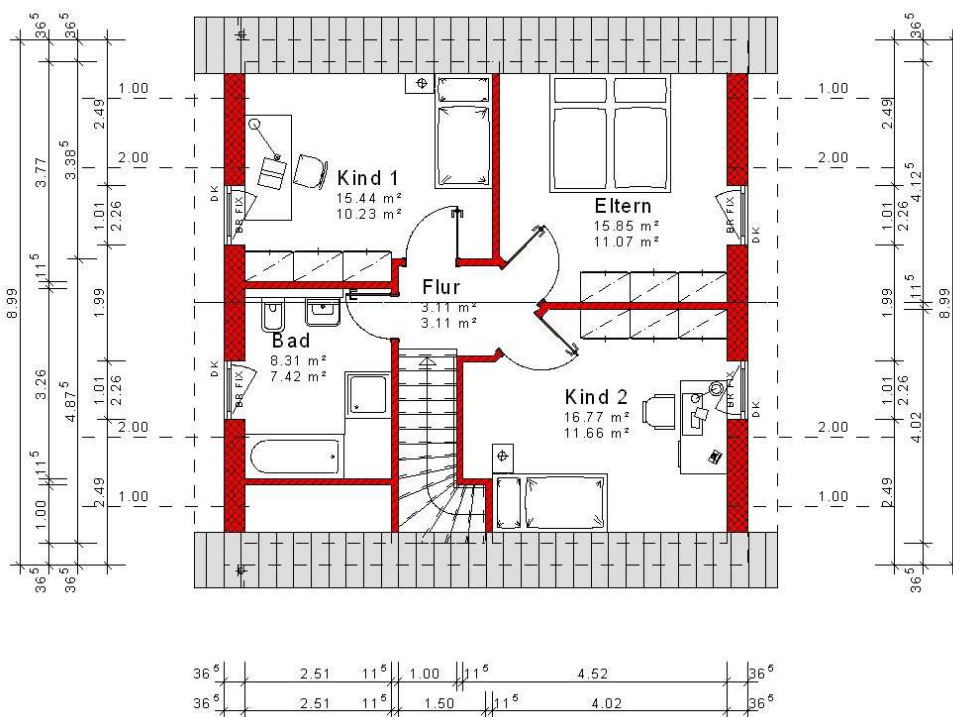 36⁵
36⁵
36⁵
1.00
2.49
2.00
3.77
3.38⁵
DK
BR FIX
1.01
2.26
11⁵
8.99
1.99
DK
BR FIX
3.26
1.01
2.26
4.87⁵
2.00
11⁵
2.49
1.00
1.00
36⁵
36⁵
Kind 1
15.44 m²
10.23 m²
Eltern
15.85 m²
11.07 m²
Flur
3.11 m²
3.11 m²
Bad
8.31 m²
7.42 m²
Kind 2
16.77 m²
11.66 m²
36⁵
1.00
2.49
2.00
4.12
BR FIX
DK
1.01
2.26
11⁵
1.99
8.99
BR FIX
DK
1.01
2.26
4.02
2.00
2.49
1.00
36⁵
36⁵ 2.51 11⁵ 1.00 11⁵ 4.52 36⁵
36⁵ 2.51 11⁵ 1.50 11⁵ 4.02 36⁵